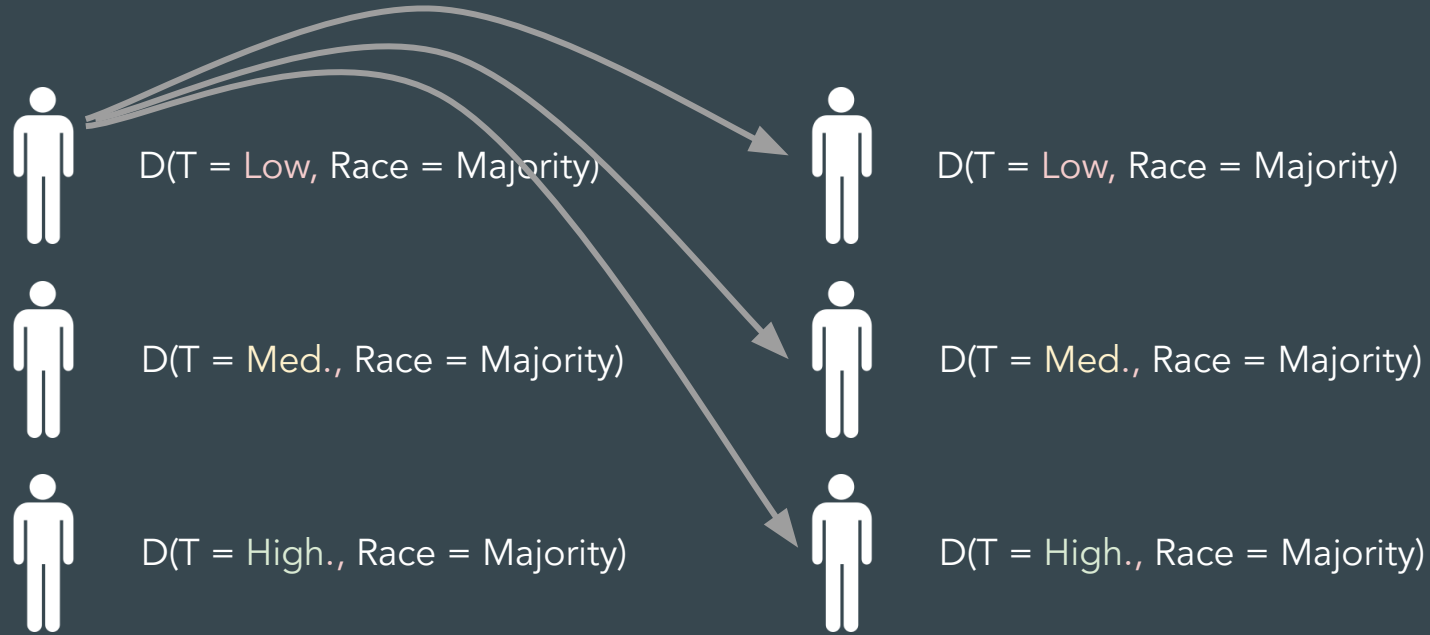 D(T = Low, Race = Majority)
D(T = Low, Race = Majority)
D(T = Med., Race = Majority)
D(T = Med., Race = Majority)
D(T = High., Race = Majority)
D(T = High., Race = Majority)